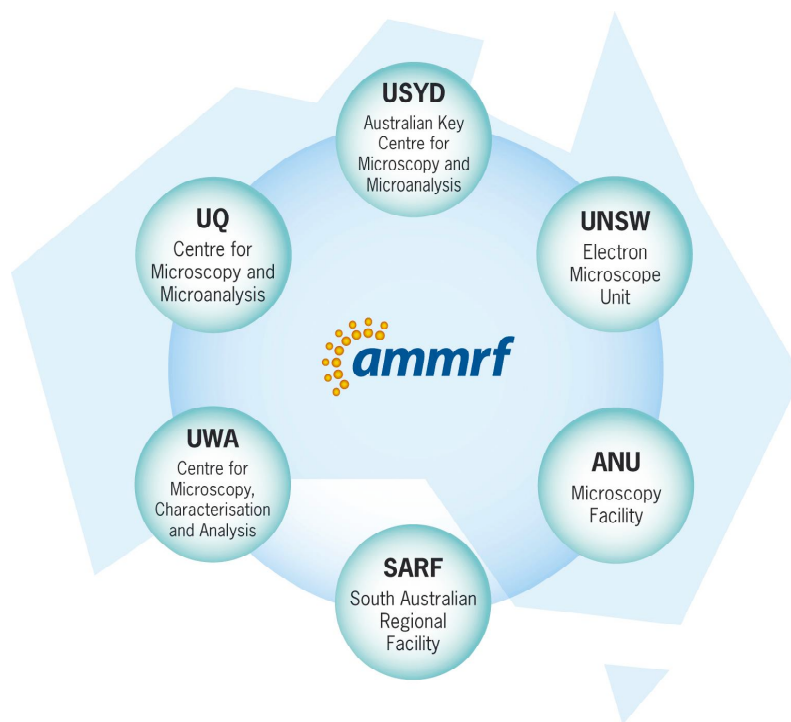 USYD
Australian Key
Centre for
Microscopy and
Microanalysis
UQ
Centre for
Microscopy and
Microanalysis
UNSW
Electron
Microscope
Unit
ammrf
UWA
Centre for
Microscopy,
Characterisation
and Analysis
ANU
Microscopy
Facility
SARF
South Australian
Regional
Facility